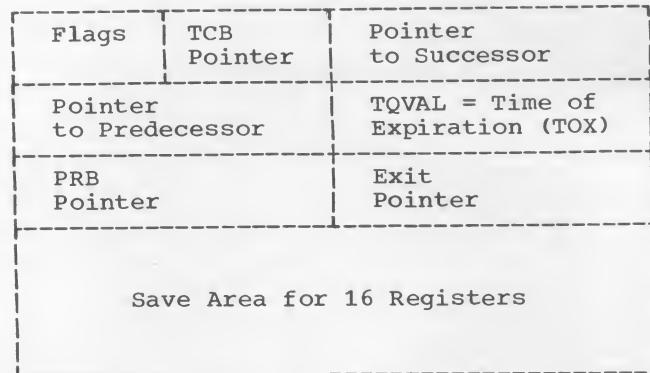 Flags TCB Pointer
Pointer to Successor
Pointer
to Predecessor
TQVAL = Time of
Expiration (TOX)
PRB
Pointer
Exit
Pointer
Save Area for 16 Registers